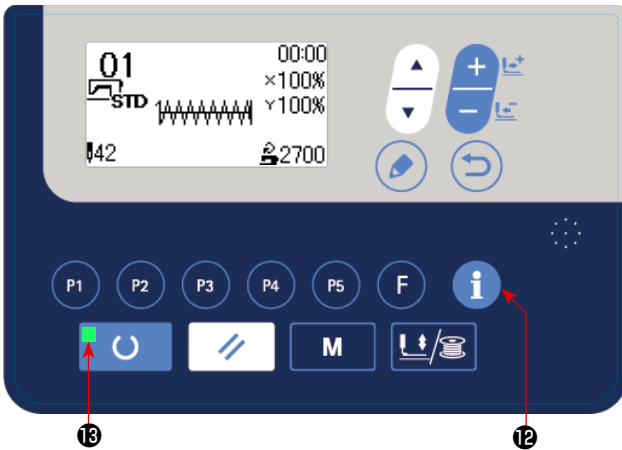 01 00:00
×100%
STD Y100%
42 2700
+
−
P1 P2 P3 P4 P5 F i
M /
⓭ ⓬